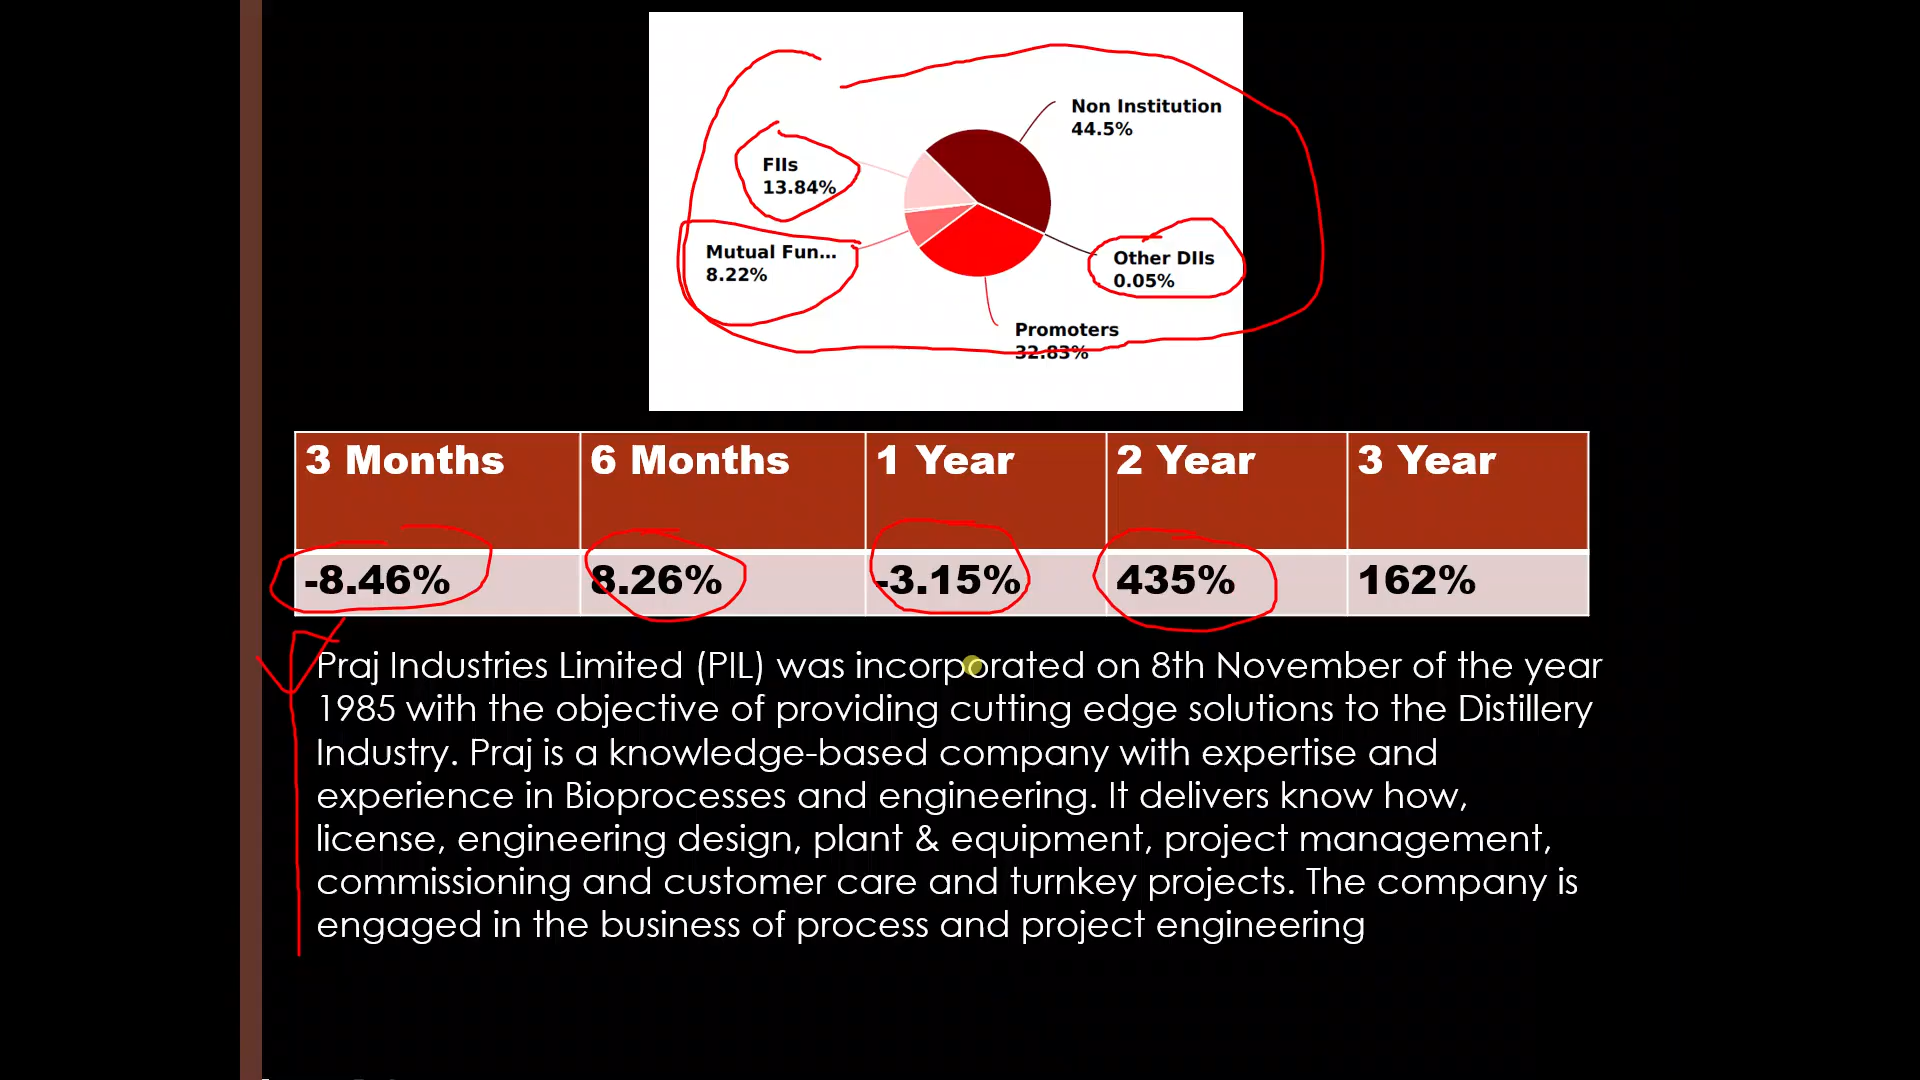 Non Institution
44.5%
FIIs
13.84%
Mutual Fun...
8.22%
Other DIIs
0.05%
Promoters
32.83%
3 Months 6 Months 1 Year 2 Year 3 Year
-8.46% 8.26% -3.15% 435% 162%
Praj Industries Limited (PIL) was incorporated on 8th November of the year
1985 with the objective of providing cutting edge solutions to the Distillery
Industry. Praj is a knowledge-based company with expertise and
experience in Bioprocesses and engineering. It delivers know how,
license, engineering design, plant & equipment, project management,
commissioning and customer care and turnkey projects. The company is
engaged in the business of process and project engineering